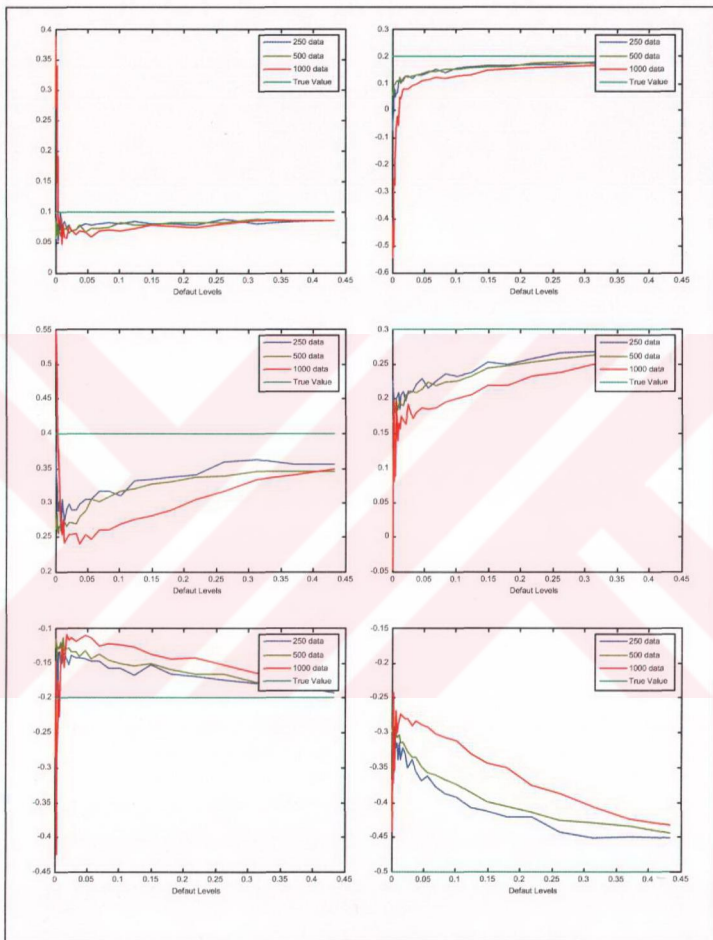 0.4
0.35
0.3
0.25
0.2
0.15
0.1
0.05
0
0 0.05 0.1 0.15 0.2 0.25 0.3 0.35 0.4 0.45
Defaut Levels
250 data
500 data
1000 data
True Value
0.3
0.2
0.1
0
-0.1
-0.2
-0.3
-0.4
-0.5
-0.6
0 0.05 0.1 0.15 0.2 0.25 0.3 0.35 0.4 0.45
Defaut Levels
250 data
500 data
1000 data
True Value
0.55
0.5
0.45
0.4
0.35
0.3
0.25
0.2
0 0.05 0.1 0.15 0.2 0.25 0.3 0.35 0.4 0.45
Defaut Levels
250 data
500 data
1000 data
True Value
0.3
0.25
0.2
0.15
0.1
0.05
0
-0.05
0 0.05 0.1 0.15 0.2 0.25 0.3 0.35 0.4 0.45
Defaut Levels
250 data
500 data
1000 data
True Value
-0.1
-0.15
-0.2
-0.25
-0.3
-0.35
-0.4
-0.45
0 0.05 0.1 0.15 0.2 0.25 0.3 0.35 0.4 0.45
Defaut Levels
250 data
500 data
1000 data
True Value
-0.15
-0.2
-0.25
-0.3
-0.35
-0.4
-0.45
-0.5
0 0.05 0.1 0.15 0.2 0.25 0.3 0.35 0.4 0.45
Defaut Levels
250 data
500 data
1000 data
True Value